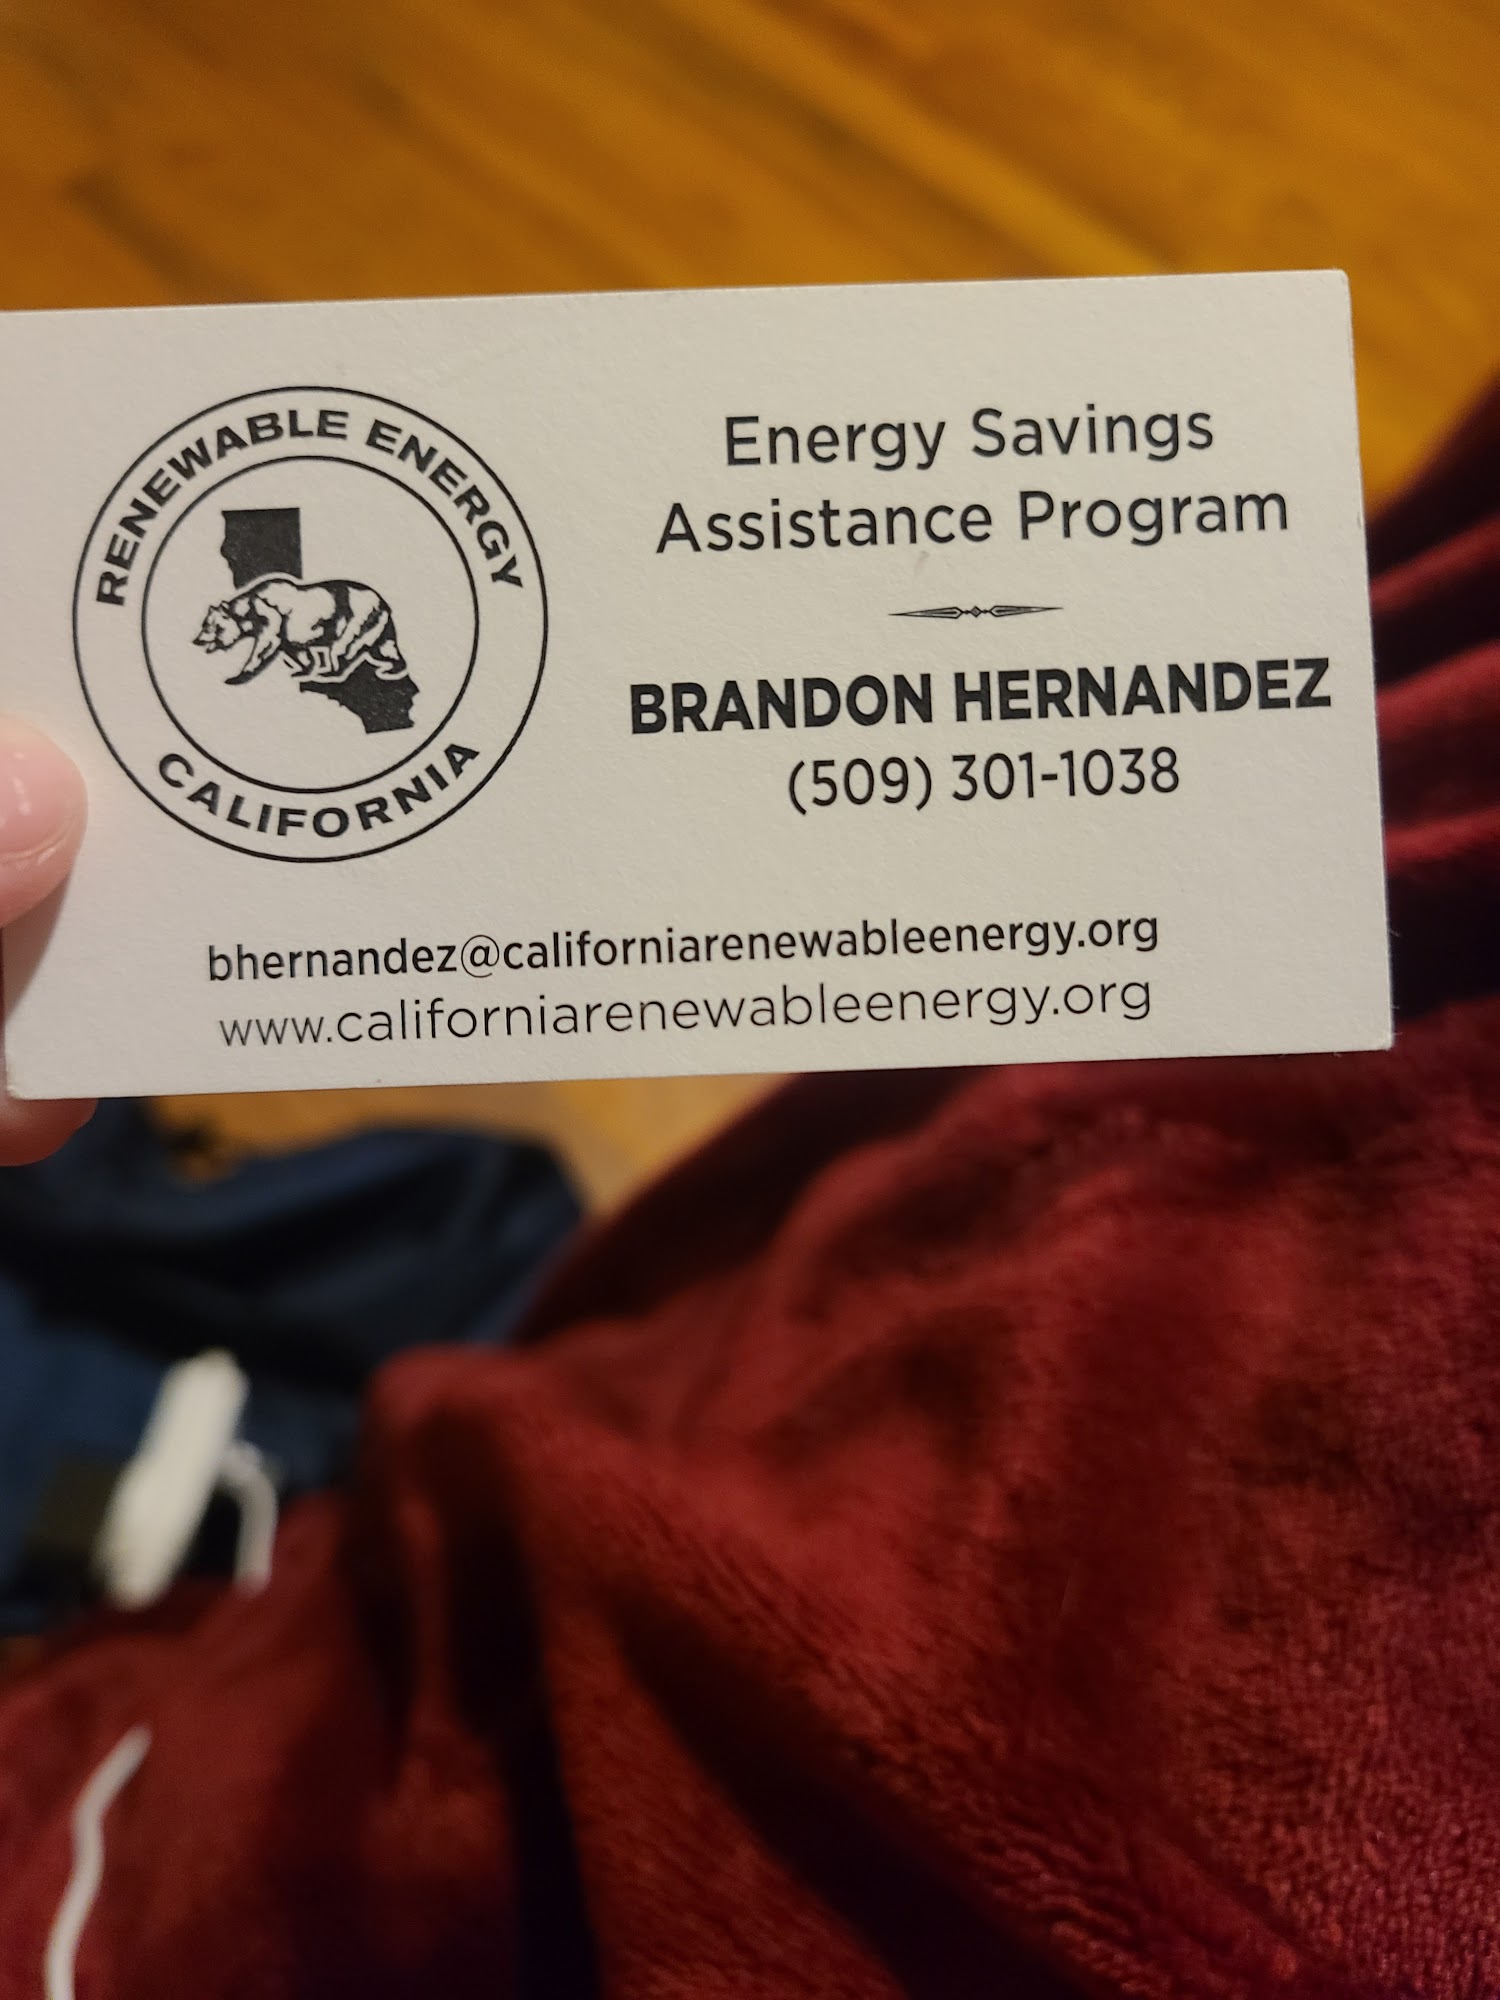 RENEWABLE ENERGY
CALIFORNIA
Energy Savings
Assistance Program
BRANDON HERNANDEZ
(509) 301-1038
bhernandez@californiarenewableenergy.org
www.californiarenewableenergy.org